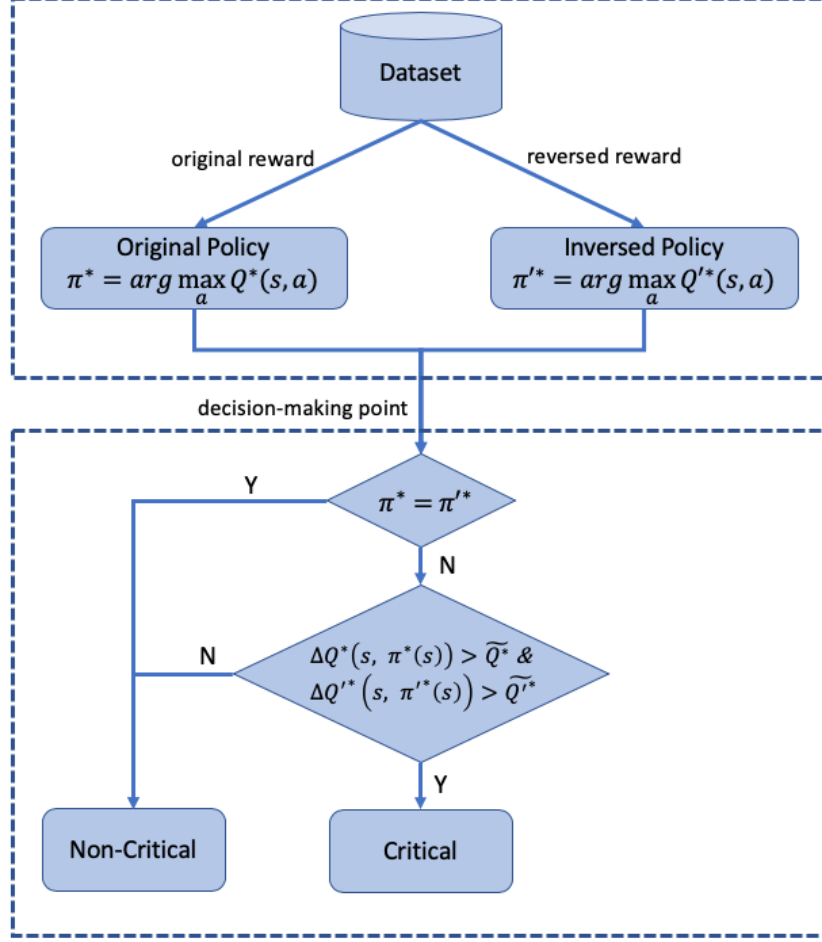 Dataset
original reward
reversed reward
Original Policy
π* = arg max Q*(s, a)
a
Inversed Policy
π′* = arg max Q′*(s, a)
a
decision-making point
Y
π* = π′*
N
N
ΔQ*(s, π*(s)) > Q̃* &
ΔQ′*(s, π′*(s)) > Q̃′*
Y
Non-Critical
Critical